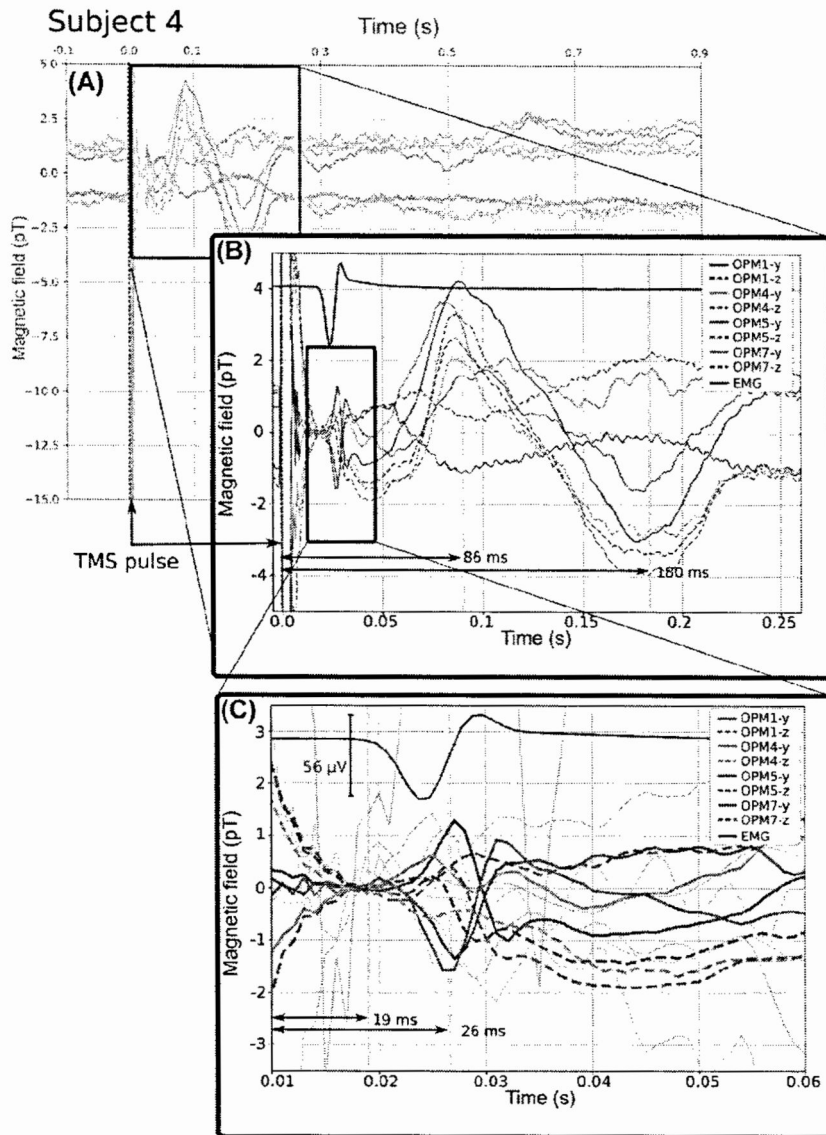 Subject 4
Time (s)
-0.1 0.0 0.1 0.3 0.5 0.7 0.9
(A)
5.0
2.5
0.0
−2.5
−5.0
−7.5
−10.0
−12.5
−15.0
Magnetic field (pT)
TMS pulse
(B)
OPM1-y
OPM1-z
OPM4-y
OPM4-z
OPM5-y
OPM5-z
OPM7-y
OPM7-z
EMG
4
2
0
-2
-4
Magnetic field (pT)
86 ms
180 ms
0.0 0.05 0.1 0.15 0.2 0.25
Time (s)
(C)
OPM1-y
OPM1-z
OPM4-y
OPM4-z
OPM5-y
OPM5-z
OPM7-y
OPM7-z
EMG
56 µV
3
2
1
0
-1
-2
-3
Magnetic field (pT)
19 ms
26 ms
0.01 0.02 0.03 0.04 0.05 0.06
Time (s)